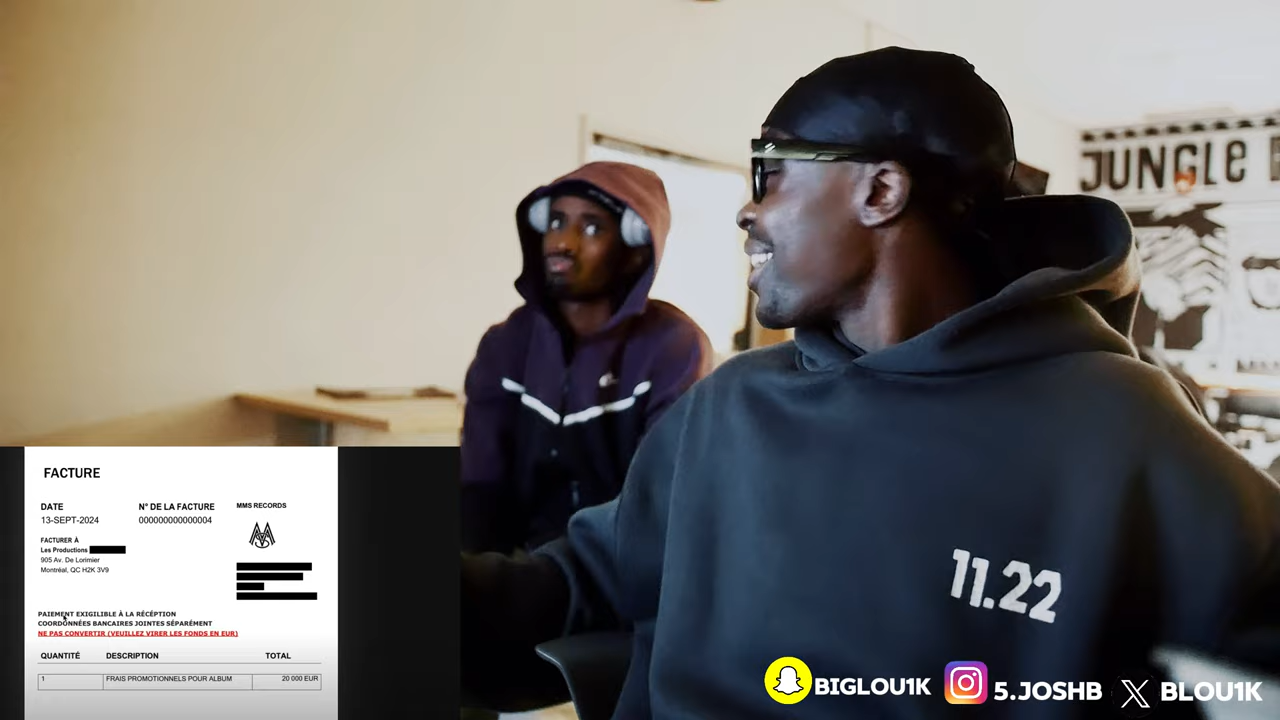 JUNGLE
FACTURE
DATE
N° DE LA FACTURE
MMS RECORDS
13-SEPT-2024
000000000000004
FACTURER À
Les Productions
905 Av. De Lorimier
Montréal, QC H2K 3V9
PAIEMENT EXIGILIBLE À LA RÉCÉPTION
COORDONNÉES BANCAIRES JOINTES SÉPARÉMENT
NE PAS CONVERTIR (VEUILLEZ VIRER LES FONDS EN EUR)
QUANTITÉ
DESCRIPTION
TOTAL
1
FRAIS PROMOTIONNELS POUR ALBUM
20 000 EUR
11.22
BIGLOU1K
5.JOSHB
BLOU1K